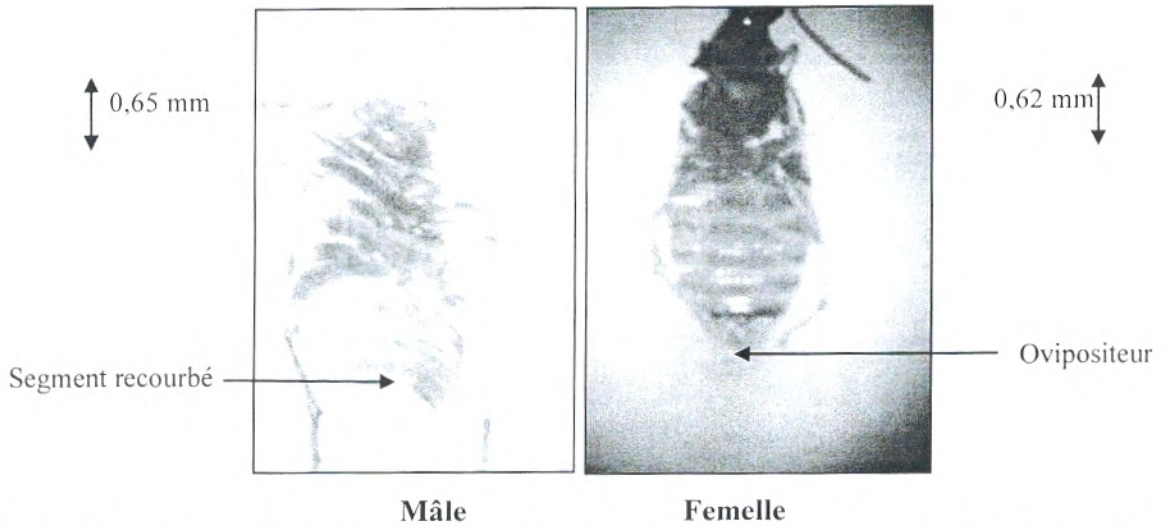 0,65 mm
0,62 mm
Segment recourbé
Ovipositeur
Mâle
Femelle